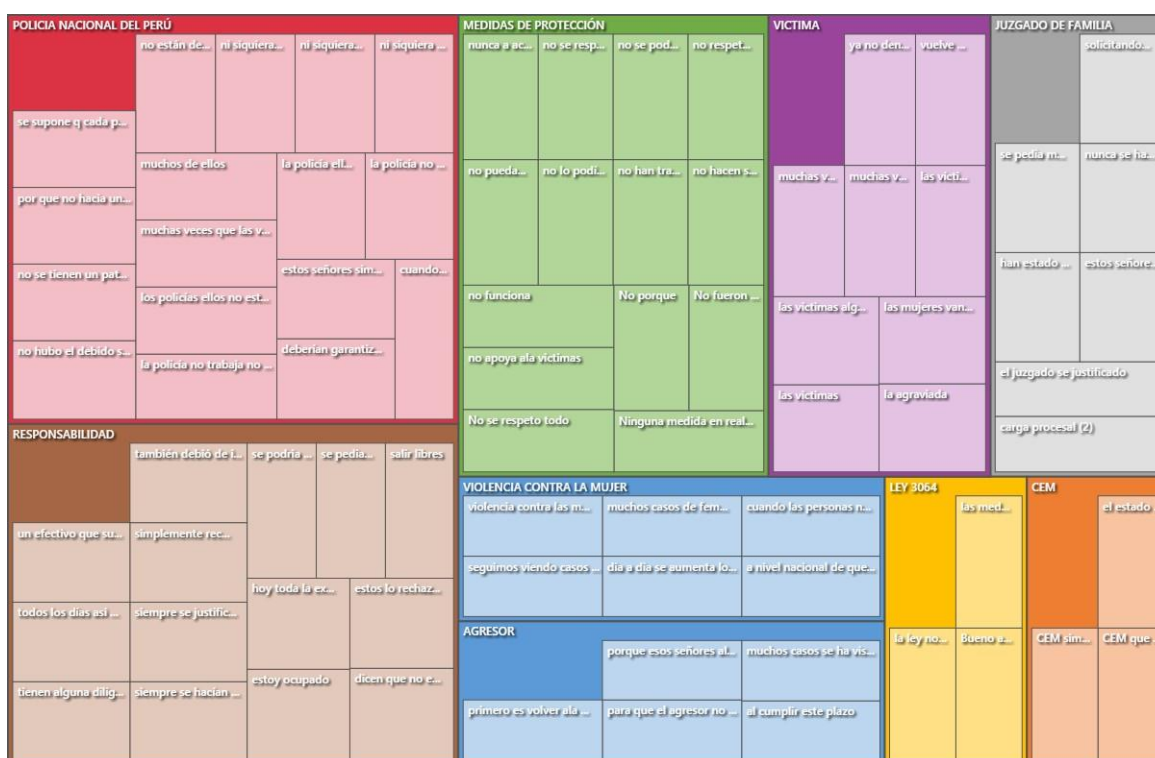 POLICIA NACIONAL DEL PERÚ
no están de...
ni siquiera...
ni siquiera...
ni siquiera ...
se supone q cada p...
por que no hacia un...
no se tienen un pat...
no hubo el debido s...
muchos de ellos
muchas veces que las v...
los policías ellos no est...
la policía no trabaja no ...
la policía ell...
la policía no ...
estos señores sim...
deberían garantiz...
cuando...
MEDIDAS DE PROTECCIÓN
nunca a ac...
no se resp...
no se pod...
no respet...
no pueda...
no lo podí...
no han tra...
no hacen s...
no funciona
no apoya ala victimas
No se respeto todo
No porque
No fueron ...
Ninguna medida en real...
VICTIMA
ya no den...
vuelve ...
muchas v...
muchas v...
las victi...
las victimas alg...
las mujeres van...
las victimas
la agraviada
JUZGADO DE FAMILIA
solicitando...
se pedía m...
nunca se ha...
han estado ...
estos señore...
el juzgado se justificado
carga procesal (2)
RESPONSABILIDAD
también debió de i...
se podría ...
se pedia...
salir libres
un efectivo que su...
simplemente rec...
todos los días asi ...
siempre se justific...
tienen alguna dilig...
siempre se hacían ...
hoy toda la ex...
estos lo rechaz...
estoy ocupado
dicen que no e...
VIOLENCIA CONTRA LA MUJER
violencia contra las m...
muchos casos de fem...
cuando las personas n...
seguimos viendo casos ...
dia a dia se aumenta lo...
a nivel nacional de que...
AGRESOR
porque esos señores al...
muchos casos se ha vis...
primero es volver ala ...
para que el agresor no ...
al cumplir este plazo
LEY 3064
las med...
la ley no...
Bueno a...
CEM
el estado
CEM sim...
CEM que